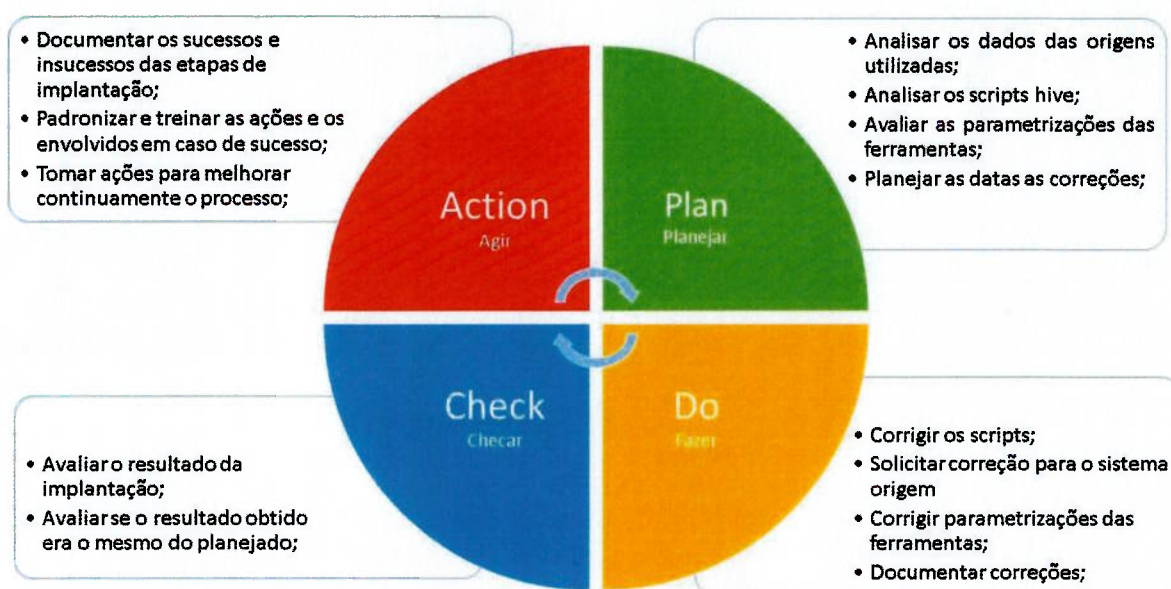 • Documentar os sucessos e
insucessos das etapas de
implantação;
• Padronizar e treinar as ações e os
envolvidos em caso de sucesso;
• Tomar ações para melhorar
continuamente o processo;
Action
Agir
Plan
Planejar
• Analisar os dados das origens
utilizadas;
• Analisar os scripts hive;
• Avaliar as parametrizações das
ferramentas;
• Planejar as datas as correções;
• Avaliar o resultado da
implantação;
• Avaliar se o resultado obtido
era o mesmo do planejado;
Check
Checar
Do
Fazer
• Corrigir os scripts;
• Solicitar correção para o sistema
origem
• Corrigir parametrizações das
ferramentas;
• Documentar correções;